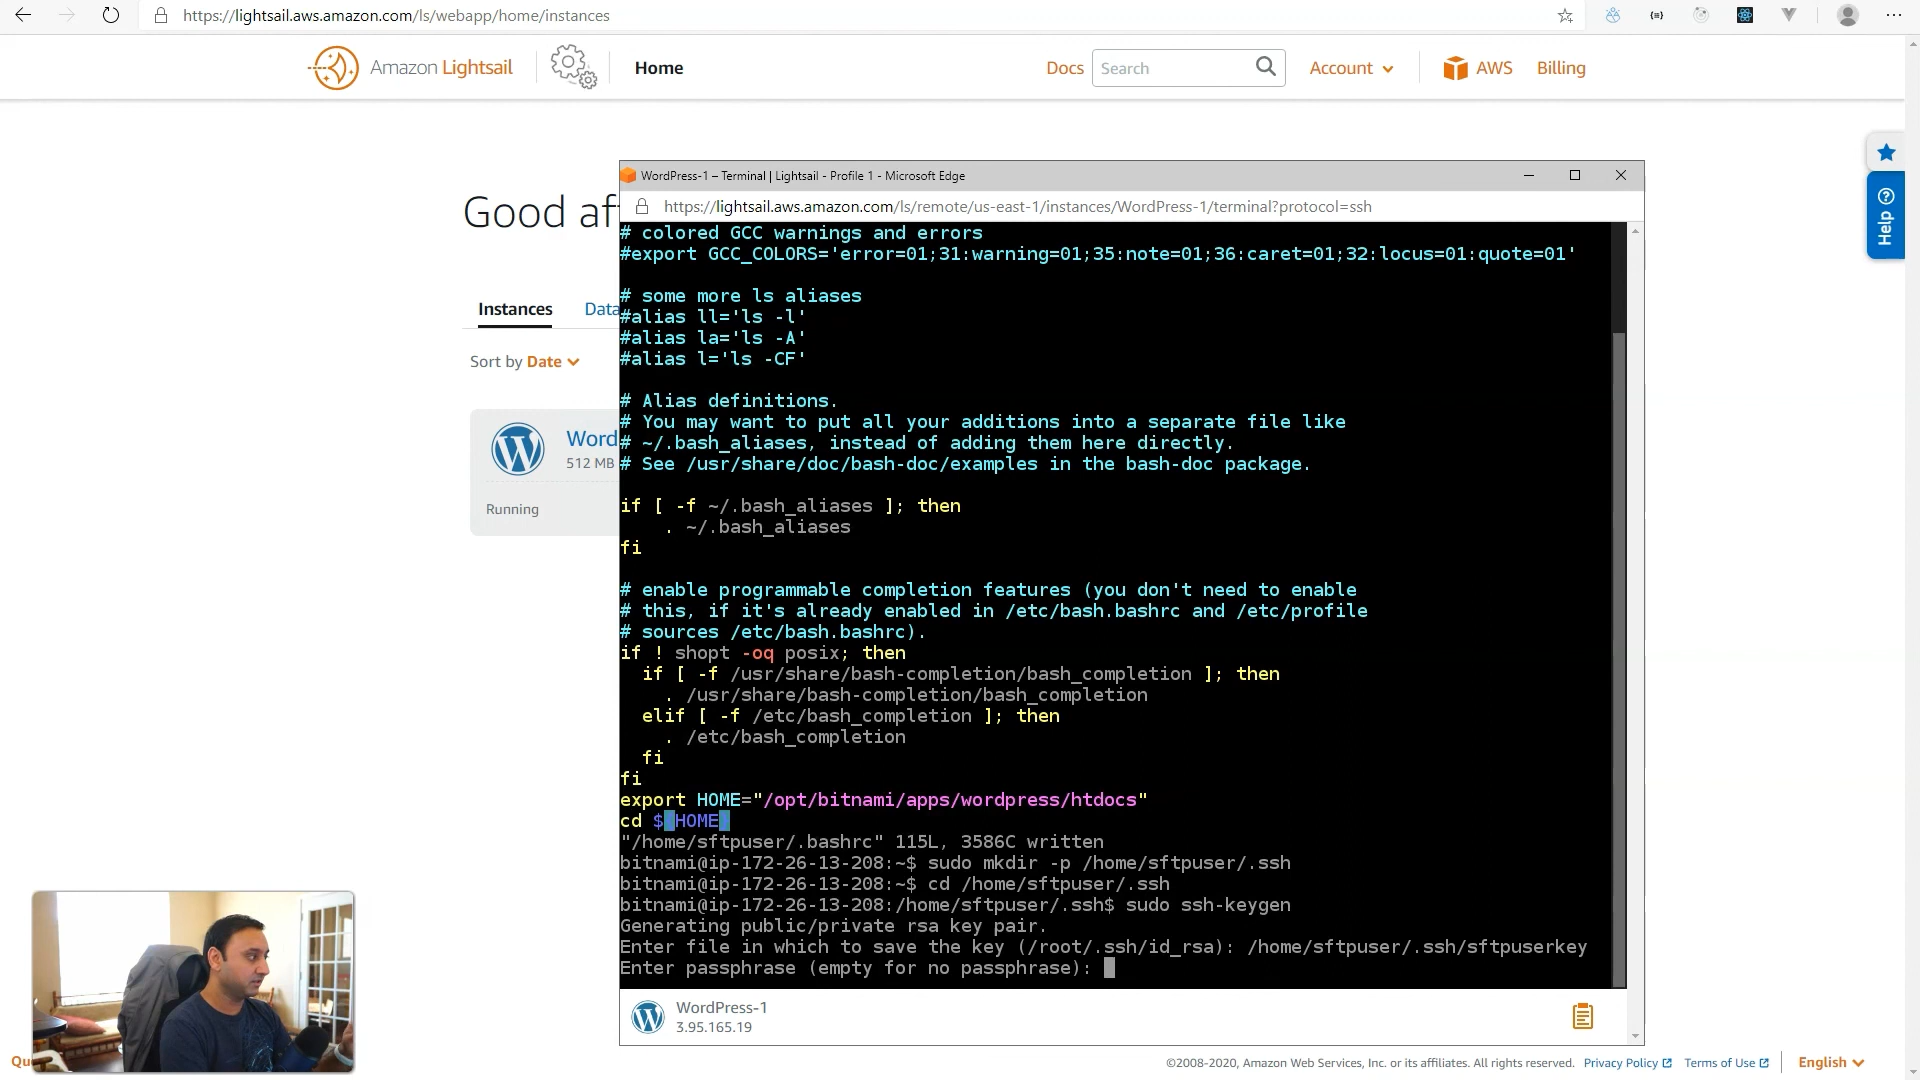 https://lightsail.aws.amazon.com/ls/webapp/home/instances
Amazon Lightsail
Home
Docs
Search
Account
AWS
Billing
Good af
Instances
Data
Sort by Date
Word
512 MB
Running
Help
WordPress-1 – Terminal | Lightsail - Profile 1 - Microsoft Edge
https://lightsail.aws.amazon.com/ls/remote/us-east-1/instances/WordPress-1/terminal?protocol=ssh
# colored GCC warnings and errors
#export GCC_COLORS='error=01;31:warning=01;35:note=01;36:caret=01;32:locus=01:quote=01'
# some more ls aliases
#alias ll='ls -l'
#alias la='ls -A'
#alias l='ls -CF'
# Alias definitions.
# You may want to put all your additions into a separate file like
# ~/.bash_aliases, instead of adding them here directly.
# See /usr/share/doc/bash-doc/examples in the bash-doc package.
if [ -f ~/.bash_aliases ]; then
. ~/.bash_aliases
fi
# enable programmable completion features (you don't need to enable
# this, if it's already enabled in /etc/bash.bashrc and /etc/profile
# sources /etc/bash.bashrc).
if ! shopt -oq posix; then
if [ -f /usr/share/bash-completion/bash_completion ]; then
. /usr/share/bash-completion/bash_completion
elif [ -f /etc/bash_completion ]; then
. /etc/bash_completion
fi
fi
export HOME="/opt/bitnami/apps/wordpress/htdocs"
cd ${HOME}
"/home/sftpuser/.bashrc" 115L, 3586C written
bitnami@ip-172-26-13-208:~$ sudo mkdir -p /home/sftpuser/.ssh
bitnami@ip-172-26-13-208:~$ cd /home/sftpuser/.ssh
bitnami@ip-172-26-13-208:/home/sftpuser/.ssh$ sudo ssh-keygen
Generating public/private rsa key pair.
Enter file in which to save the key (/root/.ssh/id_rsa): /home/sftpuser/.ssh/sftpuserkey
Enter passphrase (empty for no passphrase):
WordPress-1
3.95.165.19
Qu
©2008-2020, Amazon Web Services, Inc. or its affiliates. All rights reserved.
Privacy Policy
Terms of Use
English